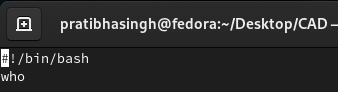 pratibhasingh@fedora:~/Desktop/CAD —
#!/bin/bash
who